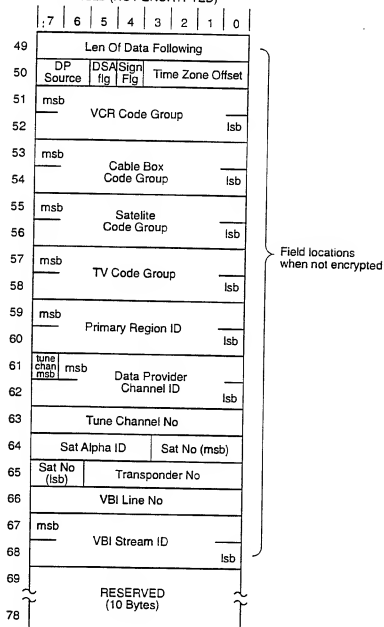 7 6 5 4 3 2 1 0
49 Len Of Data Following
50 DP Source DSA flg Sign Flg Time Zone Offset
51 msb
VCR Code Group
52 lsb
53 msb
Cable Box
Code Group
54 lsb
55 msb
Satelite
Code Group
56 lsb
Field locations
when not encrypted
57 msb
TV Code Group
58 lsb
59 msb
Primary Region ID
60 lsb
61 tune chan msb msb
Data Provider
Channel ID
62 lsb
63 Tune Channel No
64 Sat Alpha ID Sat No (msb)
65 Sat No (lsb) Transponder No
66 VBI Line No
67 msb
VBI Stream ID
68 lsb
69
RESERVED
(10 Bytes)
78